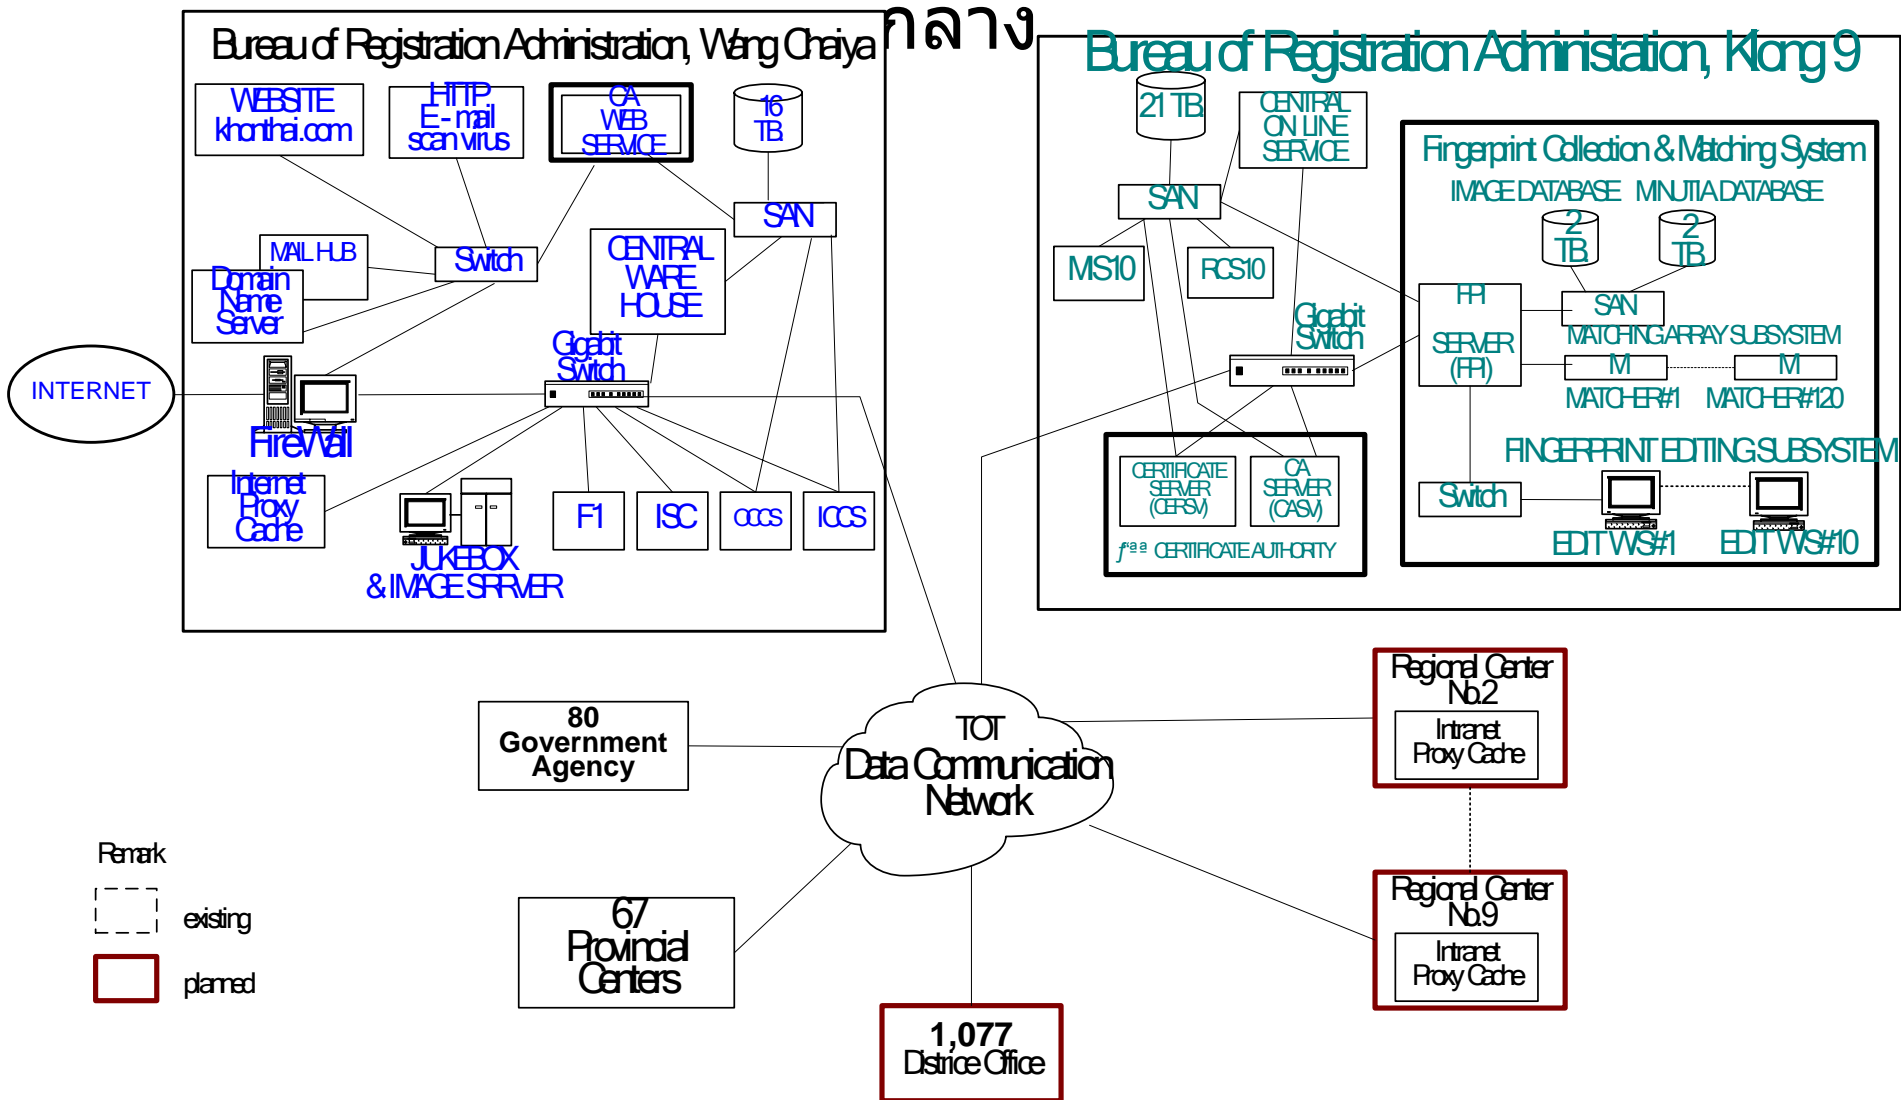 กลาง
Bureau of Registration Administration, Wang Chaiya
WEBSITE
khonthai.com
HTTP
E-mail
scan virus
CA
WEB
SERVICE
16
TB.
SAN
MAIL HUB
Switch
Domain
Name
Server
CENTRAL
WARE
HOUSE
Gigabit
Switch
INTERNET
FireWall
Internet
Proxy
Cache
JUKEBOX
& IMAGE SRRVER
F1
ISC
CCCS
ICCS
Bureau of Registration Administation, Klong 9
21 TB.
CENTRAL
ON LINE
SERVICE
SAN
MIS10
RCS10
Gigabit
Switch
CERTIFICATE
SERVER
(CERSV)
CA
SERVER
(CASV)
ƒªªª CERTIFICATE AUTHORITY
Fingerprint Collection & Matching System
IMAGE DATABASE
MINUTIA DATABASE
2
TB.
2
TB.
FPI
SERVER
(FPI)
SAN
MATCHING ARRAY SUBSYSTEM
M
M
MATCHER#1
MATCHER#120
FINGERPRINT EDITING SUBSYSTEM
Switch
EDIT WS#1
EDIT WS#10
80
Government
Agency
TOT
Data Communication
Network
Regional Center
No.2
Intranet
Proxy Cache
67
Provincial
Centers
Regional Center
No.9
Intranet
Proxy Cache
1,077
Districe Office
Remark
existing
planned